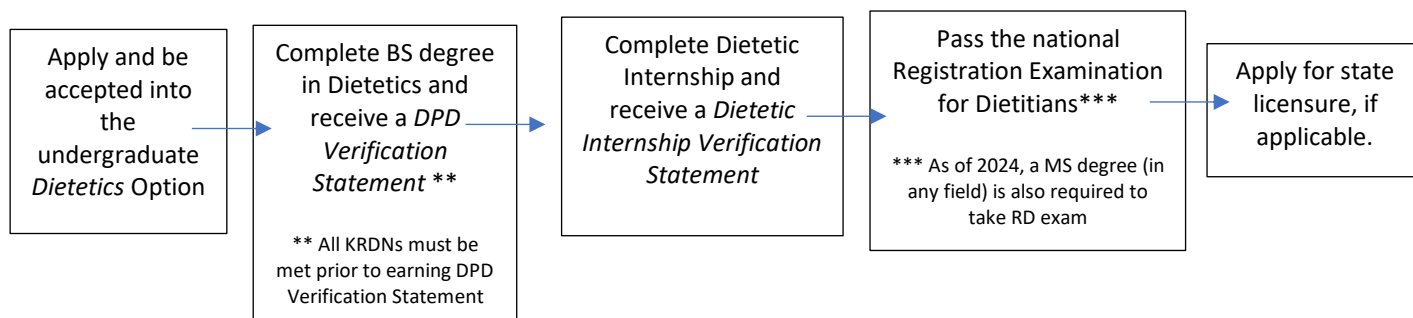 Apply and be
accepted into
the
undergraduate
Dietetics Option
Complete BS degree
in Dietetics and
receive a DPD
Verification
Statement **
** All KRDNs must be
met prior to earning DPD
Verification Statement
Complete Dietetic
Internship and
receive a Dietetic
Internship Verification
Statement
Pass the national
Registration Examination
for Dietitians***
*** As of 2024, a MS degree (in
any field) is also required to
take RD exam
Apply for state
licensure, if
applicable.